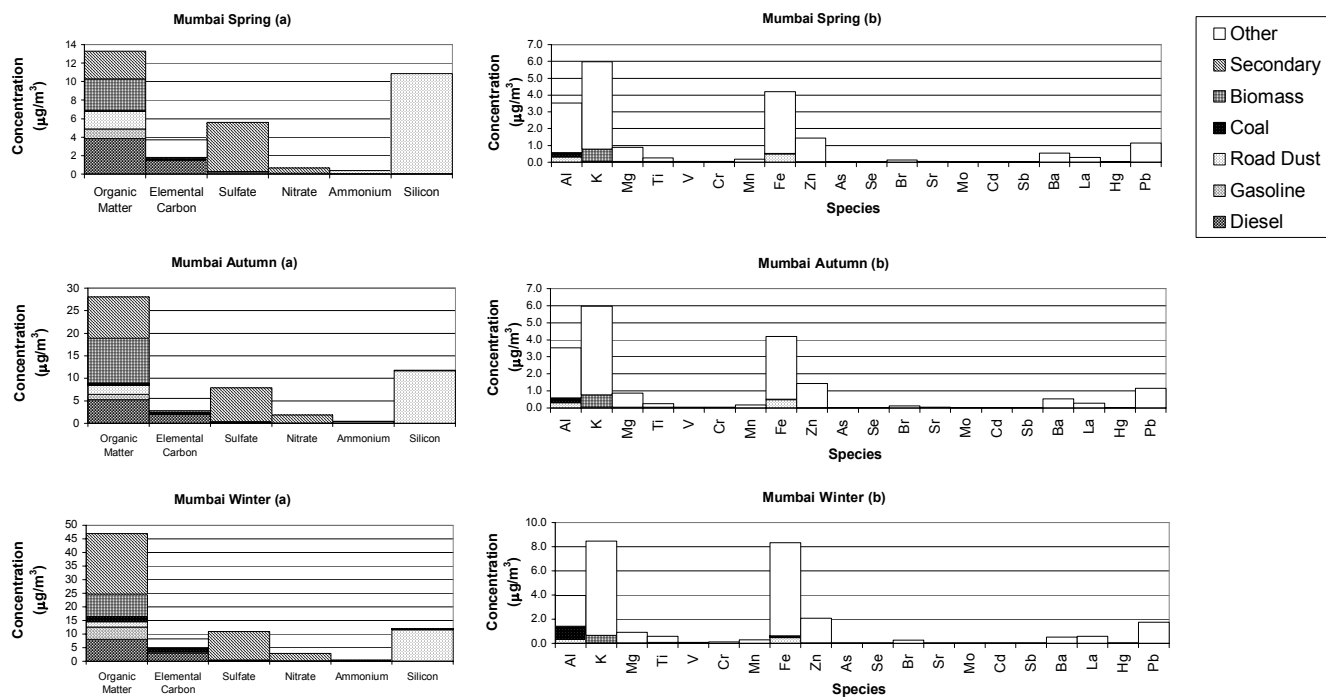 Mumbai Spring (a)
Concentration
(µg/m³)
14
12
10
8
6
4
2
0
Organic
Matter
Elemental
Carbon
Sulfate
Nitrate
Ammonium
Silicon
Mumbai Spring (b)
Concentration
(µg/m³)
7.0
6.0
5.0
4.0
3.0
2.0
1.0
0.0
Al K Mg Ti V Cr Mn Fe Zn As Se Br Sr Mo Cd Sb Ba La Hg Pb
Species
Other
Secondary
Biomass
Coal
Road Dust
Gasoline
Diesel
Mumbai Autumn (a)
Concentration
(µg/m³)
30
25
20
15
10
5
0
Organic
Matter
Elemental
Carbon
Sulfate
Nitrate
Ammonium
Silicon
Mumbai Autumn (b)
Concentration
(µg/m³)
7.0
6.0
5.0
4.0
3.0
2.0
1.0
0.0
Al K Mg Ti V Cr Mn Fe Zn As Se Br Sr Mo Cd Sb Ba La Hg Pb
Species
Mumbai Winter (a)
Concentration
(µg/m³)
50
45
40
35
30
25
20
15
10
5
0
Organic
Matter
Elemental
Carbon
Sulfate
Nitrate
Ammonium
Silicon
Mumbai Winter (b)
Concentration
(µg/m³)
10.0
8.0
6.0
4.0
2.0
0.0
Al K Mg Ti V Cr Mn Fe Zn As Se Br Sr Mo Cd Sb Ba La Hg Pb
Species